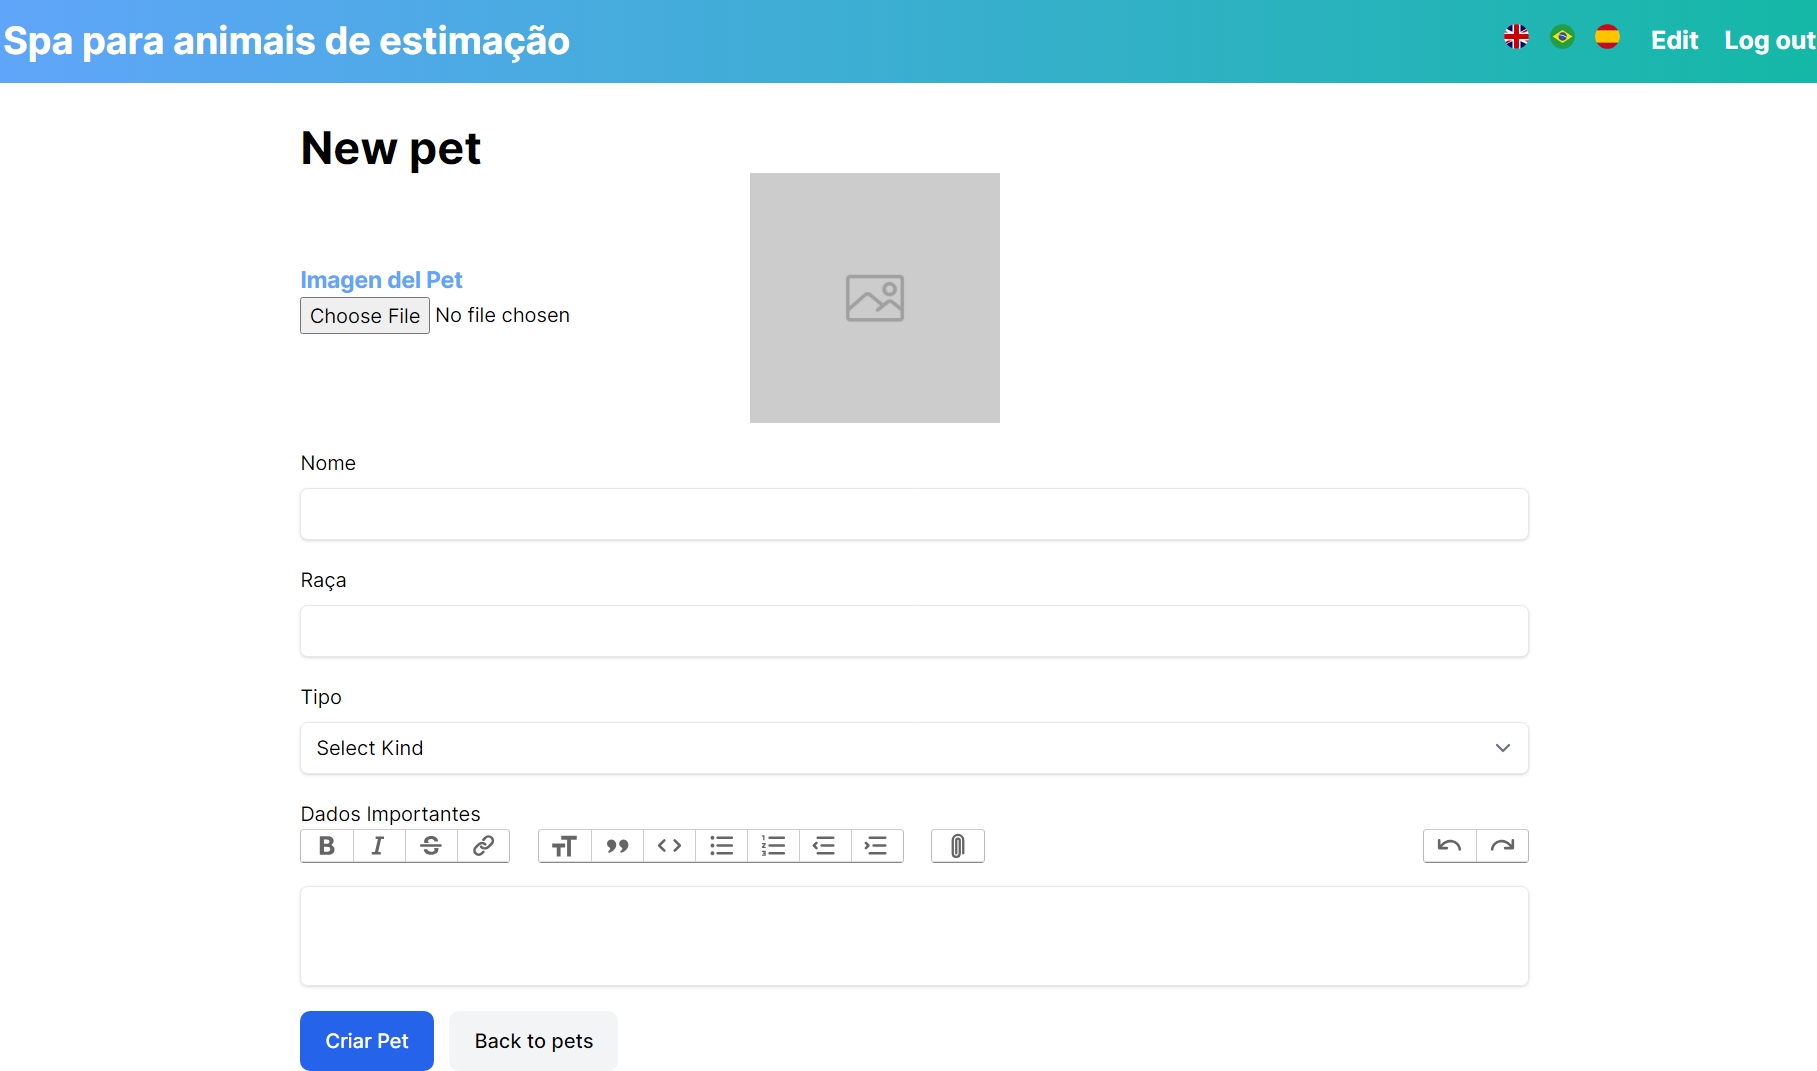 Spa para animais de estimação
Edit Log out
New pet
Imagen del Pet
Choose File No file chosen
Nome
Raça
Tipo
Select Kind
Dados Importantes
Criar Pet Back to pets